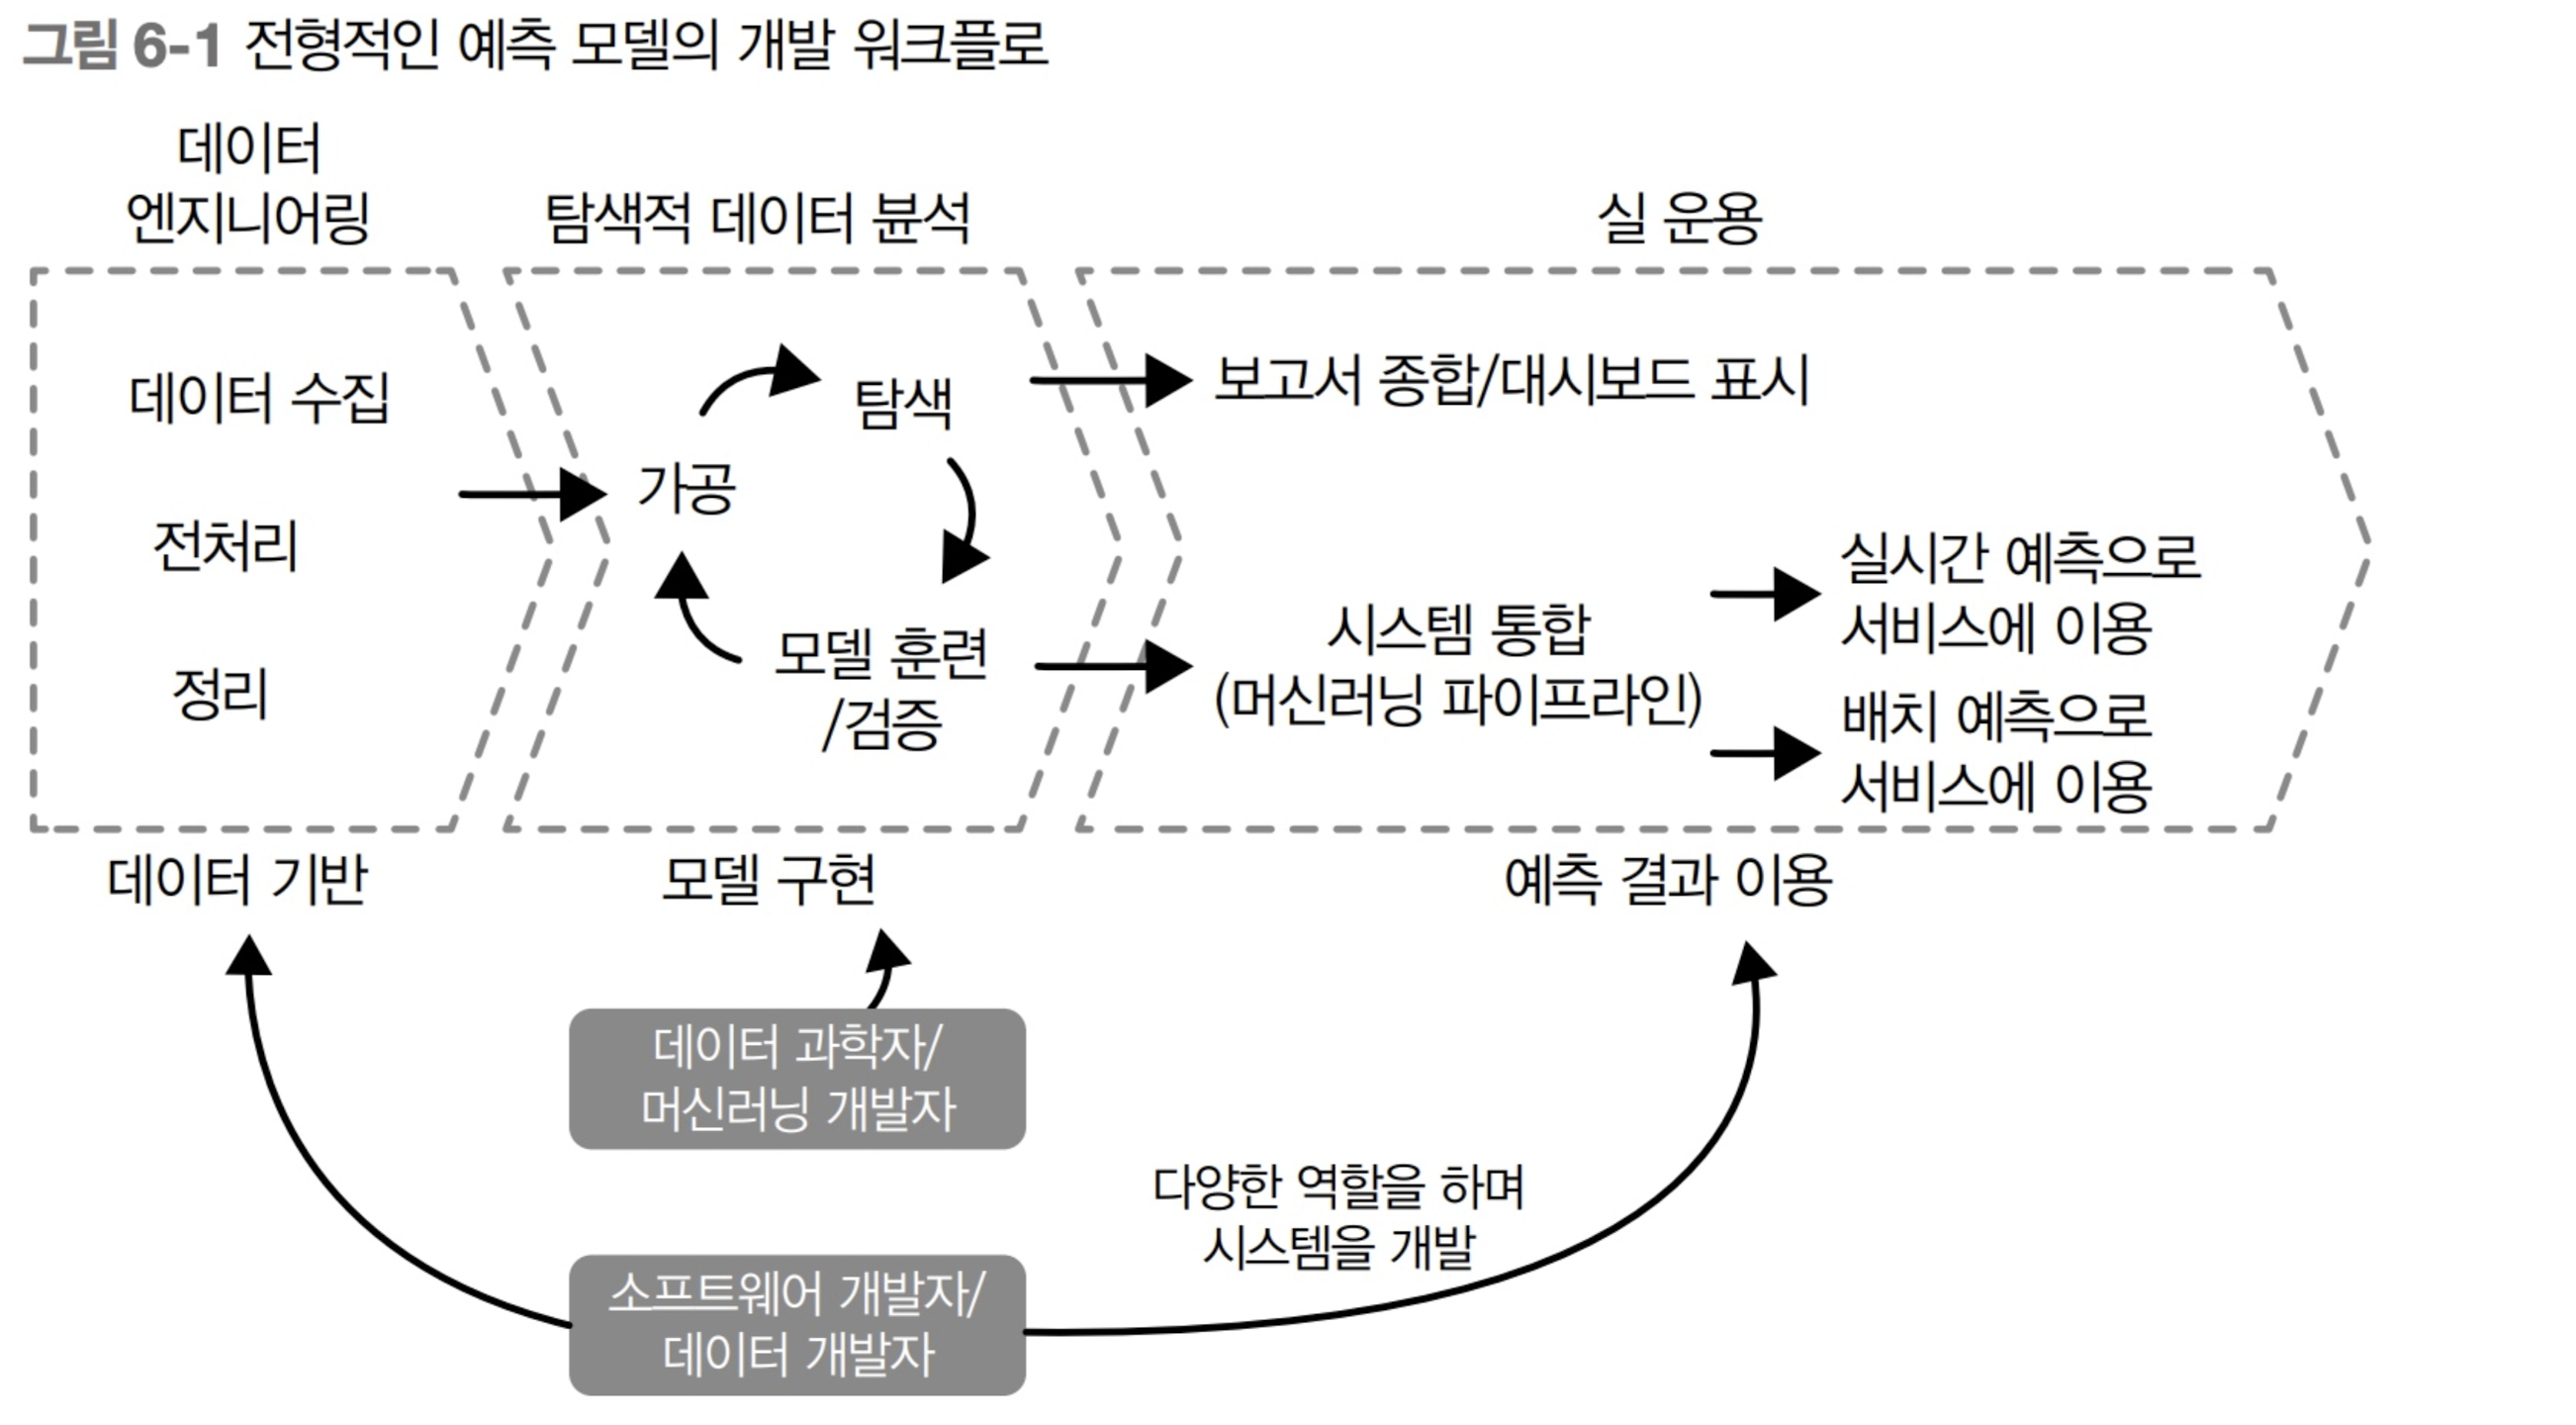 그림 6-1 전형적인 예측 모델의 개발 워크플로
데이터
엔지니어링
탐색적 데이터 뷴석
실 운용
데이터 수집
전처리
정리
가공
탐색
모델 훈련
/검증
보고서 종합/대시보드 표시
시스템 통합
(머신러닝 파이프라인)
실시간 예측으로
서비스에 이용
배치 예측으로
서비스에 이용
데이터 기반
모델 구현
예측 결과 이용
데이터 과학자/
머신러닝 개발자
다양한 역할을 하며
시스템을 개발
소프트웨어 개발자/
데이터 개발자